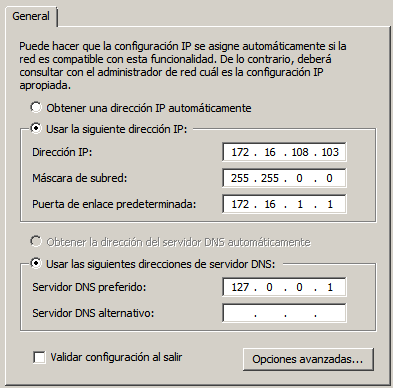 General
Puede hacer que la configuración IP se asigne automáticamente si la
red es compatible con esta funcionalidad. De lo contrario, deberá
consultar con el administrador de red cuál es la configuración IP
apropiada.
Obtener una dirección IP automáticamente
Usar la siguiente dirección IP:
Dirección IP: 172 . 16 . 108 . 103
Máscara de subred: 255 . 255 . 0 . 0
Puerta de enlace predeterminada: 172 . 16 . 1 . 1
Obtener la dirección del servidor DNS automáticamente
Usar las siguientes direcciones de servidor DNS:
Servidor DNS preferido: 127 . 0 . 0 . 1
Servidor DNS alternativo: . . .
Validar configuración al salir
Opciones avanzadas...